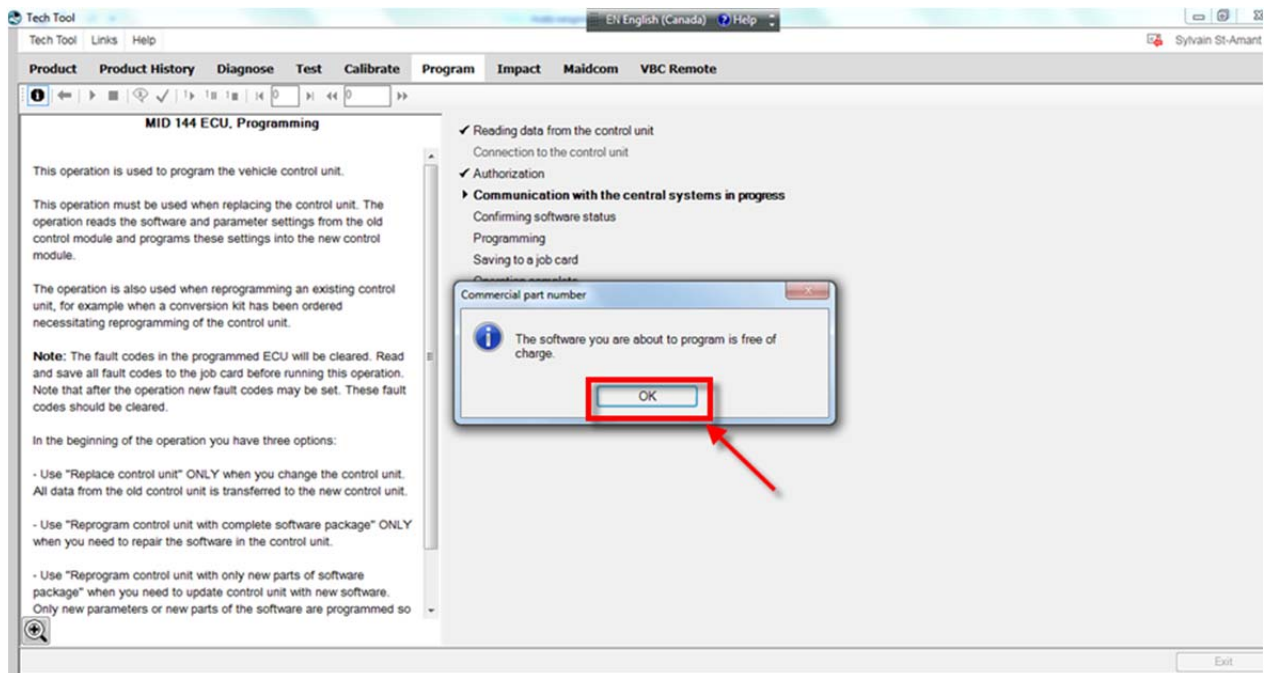 Tech Tool
EN English (Canada) Help
Tech Tool Links Help
Sylvain St-Amant
Product Product History Diagnose Test Calibrate Program Impact Maidcom VBC Remote
0 0
MID 144 ECU, Programming
This operation is used to program the vehicle control unit.
This operation must be used when replacing the control unit. The
operation reads the software and parameter settings from the old
control module and programs these settings into the new control
module.
The operation is also used when reprogramming an existing control
unit, for example when a conversion kit has been ordered
necessitating reprogramming of the control unit.
Note: The fault codes in the programmed ECU will be cleared. Read
and save all fault codes to the job card before running this operation.
Note that after the operation new fault codes may be set. These fault
codes should be cleared.
In the beginning of the operation you have three options:
- Use "Replace control unit" ONLY when you change the control unit.
All data from the old control unit is transferred to the new control unit.
- Use "Reprogram control unit with complete software package" ONLY
when you need to repair the software in the control unit.
- Use "Reprogram control unit with only new parts of software
package" when you need to update control unit with new software.
Only new parameters or new parts of the software are programmed so
Reading data from the control unit
Connection to the control unit
Authorization
Communication with the central systems in progress
Confirming software status
Programming
Saving to a job card
Operation complete
Commercial part number
The software you are about to program is free of
charge.
OK
Exit